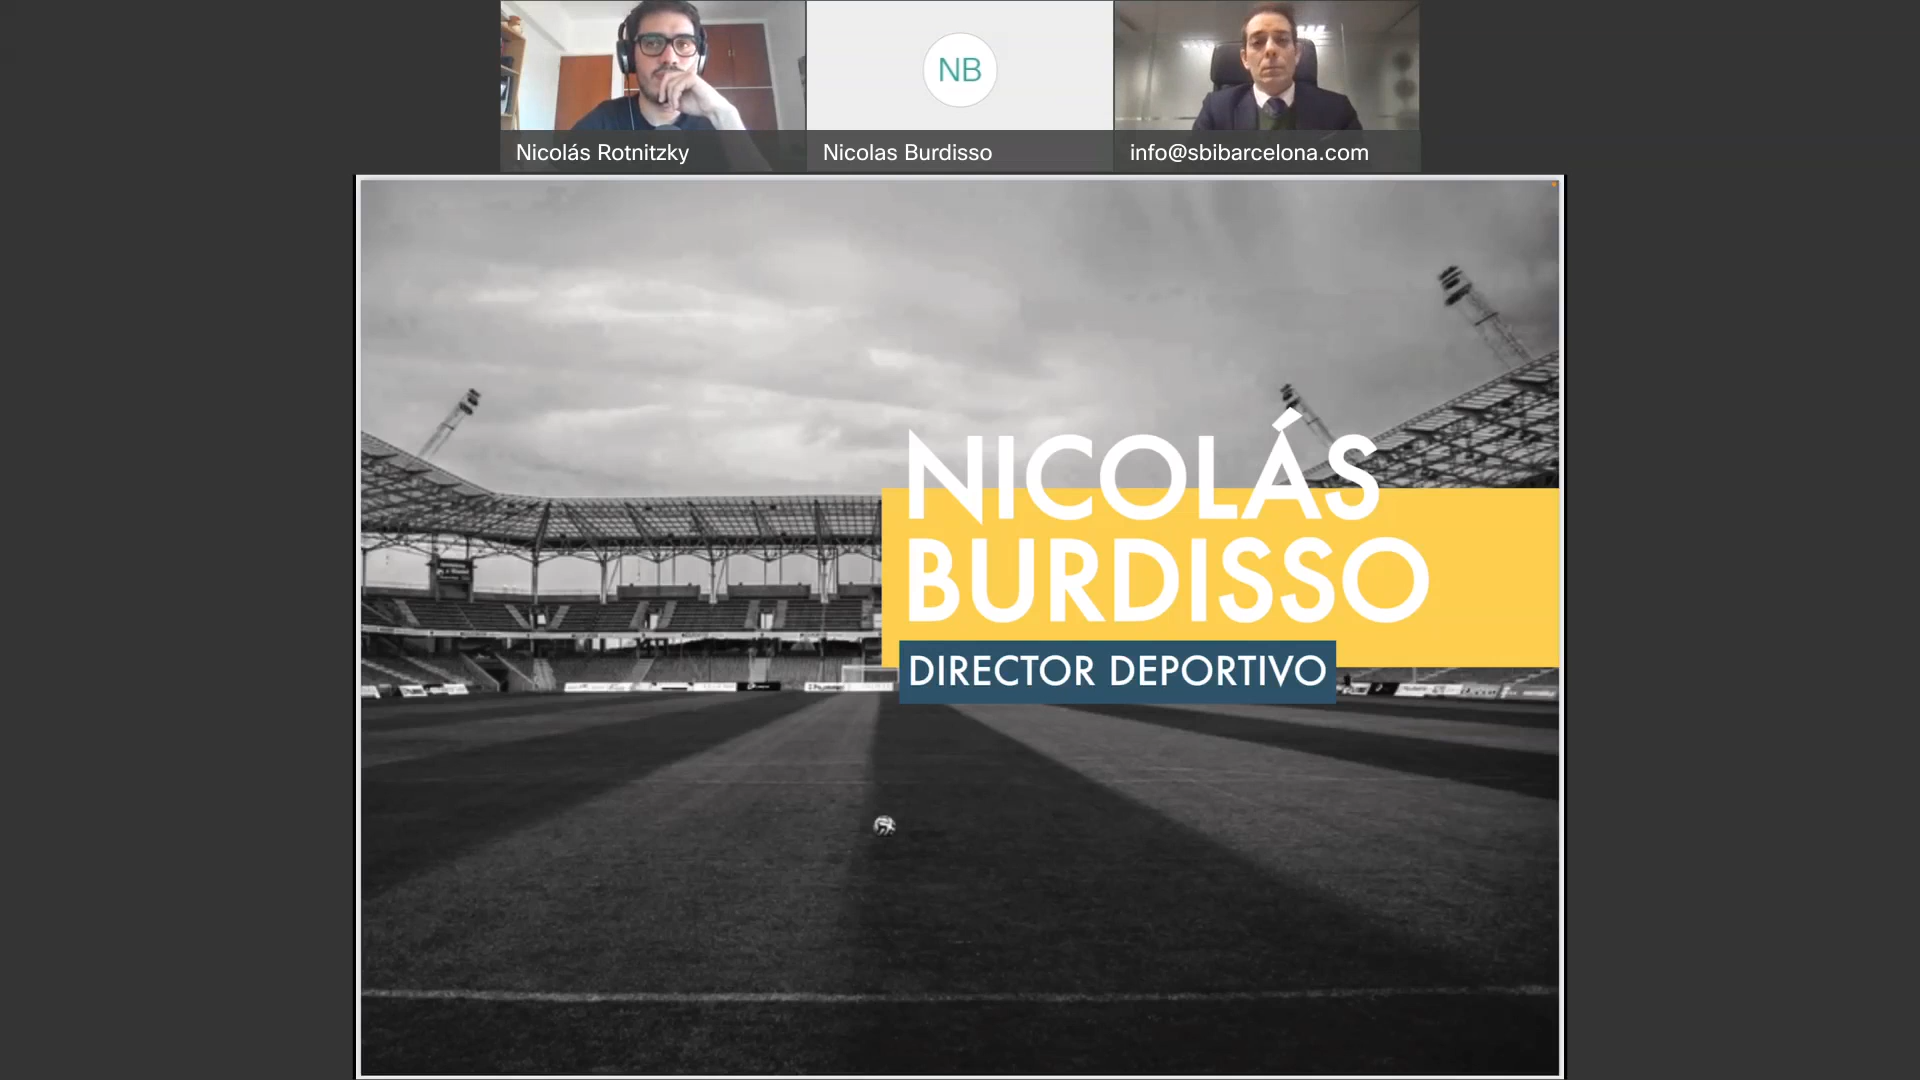 NB
Nicolás Rotnitzky
Nicolas Burdisso
info@sbibarcelona.com
NICOLÁS
BURDISSO
DIRECTOR DEPORTIVO